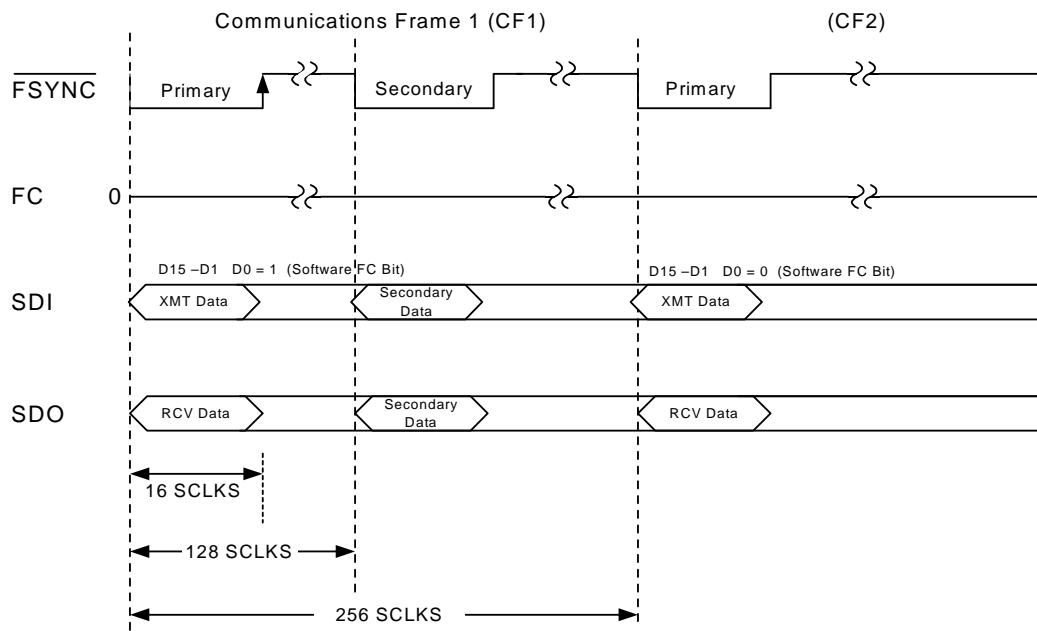 Communications Frame 1 (CF1) (CF2)
FSYNC Primary Secondary Primary
FC 0
D15 –D1 D0 = 1 (Software FC Bit) D15 –D1 D0 = 0 (Software FC Bit)
SDI XMT Data Secondary Data XMT Data
SDO RCV Data Secondary Data RCV Data
16 SCLKS
128 SCLKS
256 SCLKS